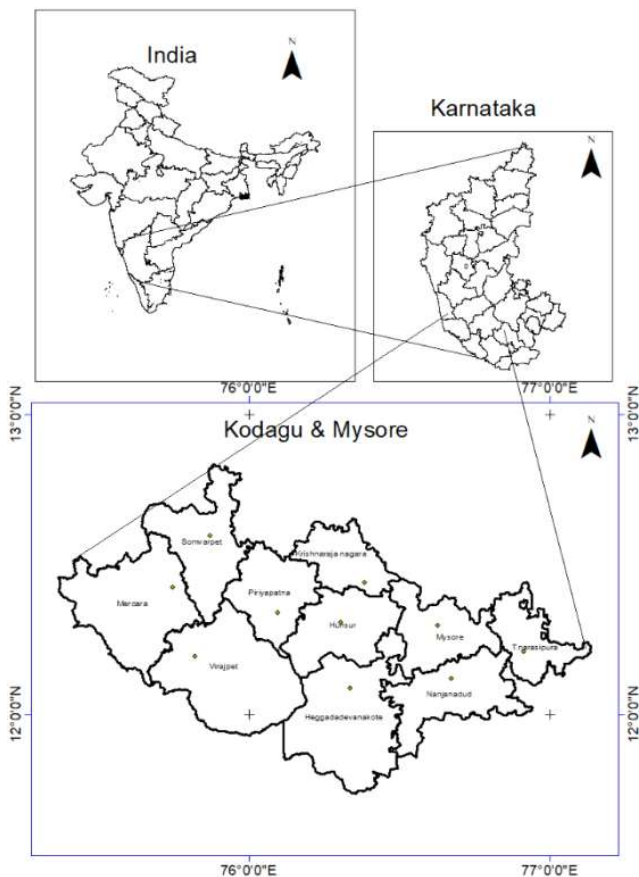 N
India
Karnataka
N
76°0'0"E
77°0'0"E
13°0'0"N
13°0'0"N
Kodagu & Mysore
N
Somvarpet
Krishnaraja nagara
Mercara
Piriyapatna
Hunsur
Mysore
T.narasipura
Virajpet
Nanjanadud
Heggadadevanakote
12°0'0"N
12°0'0"N
76°0'0"E
77°0'0"E